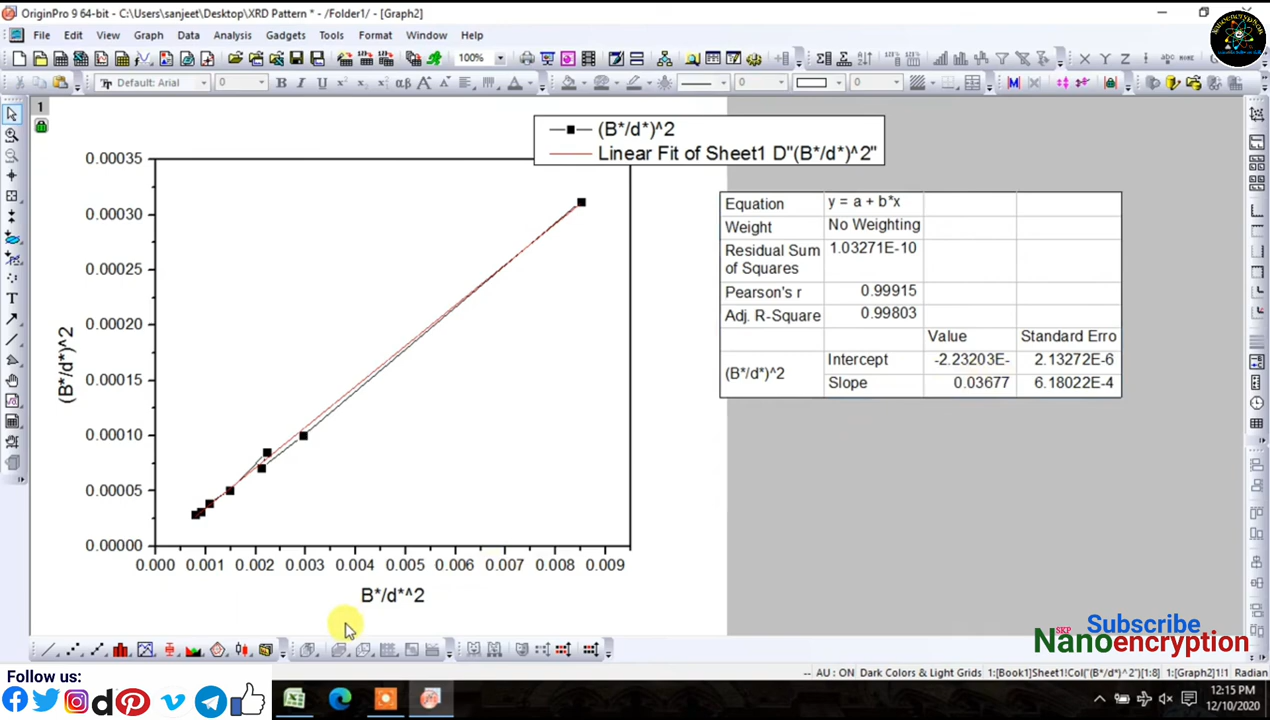 OriginPro 9 64-bit - C:\Users\sanjeet\Desktop\XRD Pattern * - /Folder1/ - [Graph2]
File Edit View Graph Data Analysis Gadgets Tools Format Window Help
100%
Default: Arial 0 B I U 0 0
1
(B*/d*)^2
Linear Fit of Sheet1 D"(B*/d*)^2"
0.00035
0.00030
0.00025
0.00020
0.00015
0.00010
0.00005
0.00000
(B*/d*)^2
0.000 0.001 0.002 0.003 0.004 0.005 0.006 0.007 0.008 0.009
B*/d*^2
Equation y = a + b*x
Weight No Weighting
Residual Sum of Squares 1.03271E-10
Pearson's r 0.99915
Adj. R-Square 0.99803
Value Standard Erro
(B*/d*)^2 Intercept -2.23203E- 2.13272E-6
Slope 0.03677 6.18022E-4
Subscribe
SKP
Nanoencryption
Follow us:
-- AU : ON Dark Colors & Light Grids 1:[Book1]Sheet1!Col("(B*/d*)^2")[1:8] 1:[Graph2]1!1 Radian
12:15 PM
12/10/2020